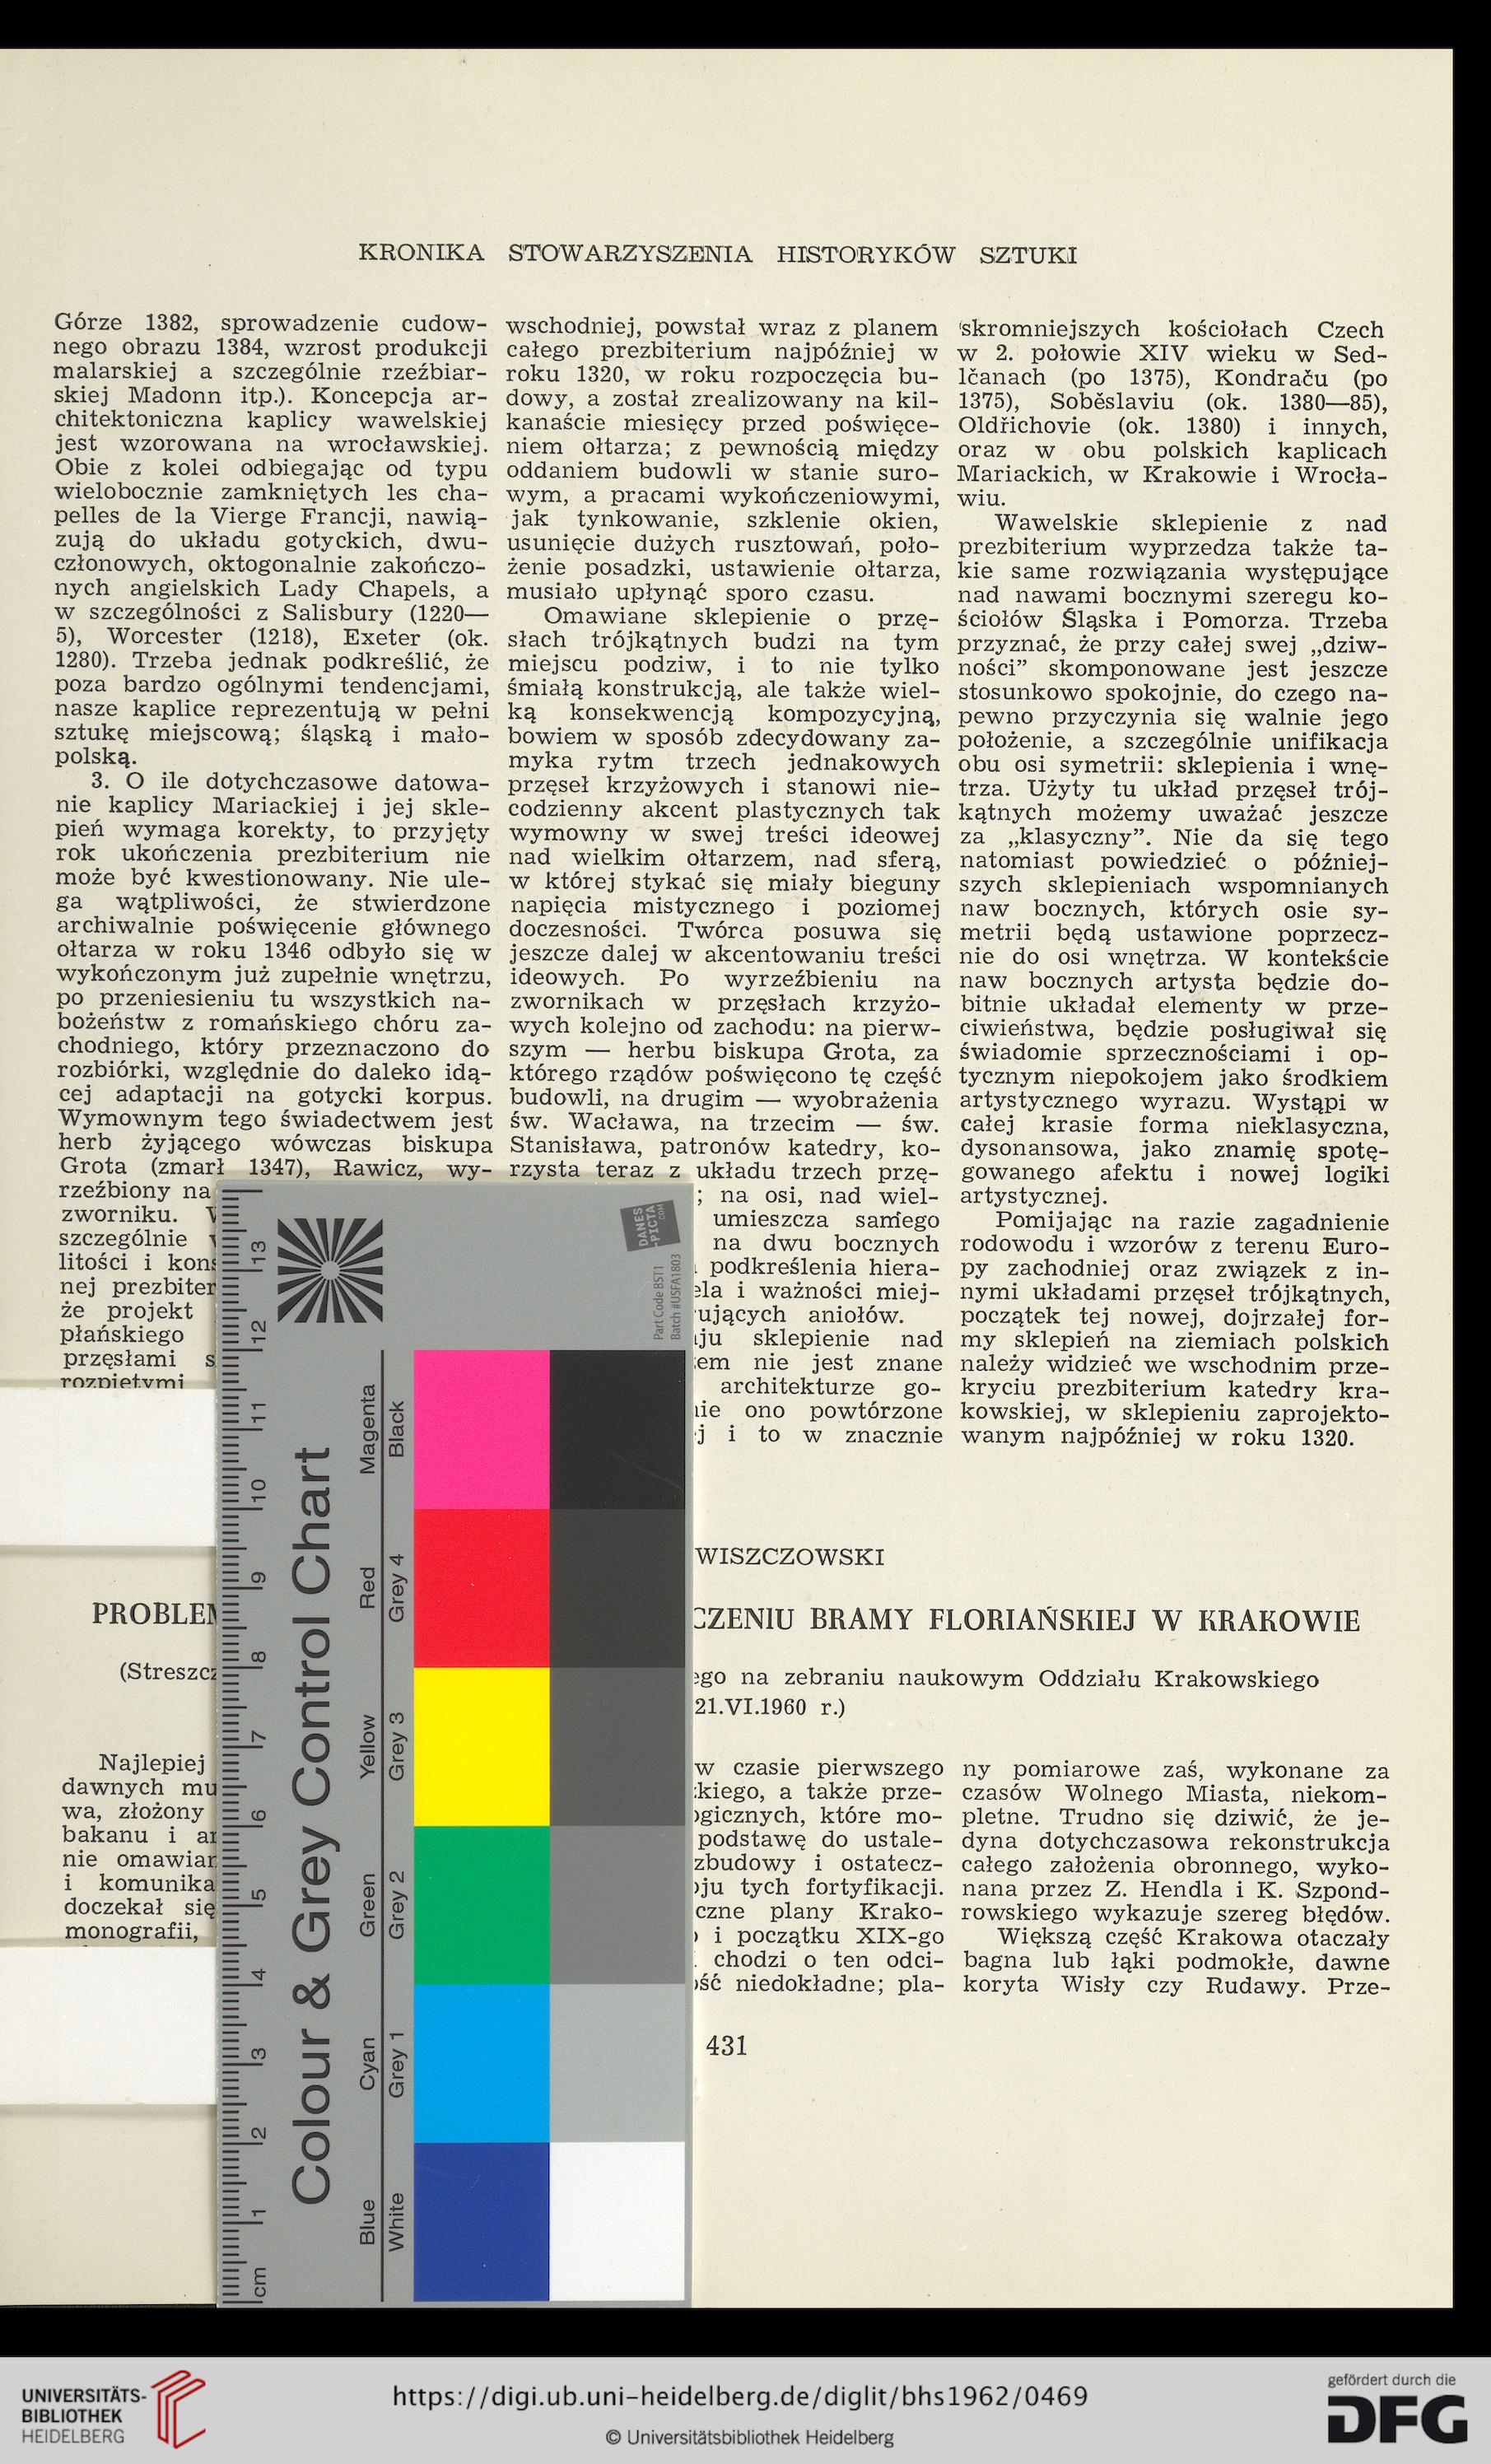 KRONIKA STOWARZYSZENIA HISTORYKÓW SZTUKI
Górze 1382, sprowadzenie cudow-
nego obrazu 1384, wzrost produkcji
malarskiej a szczególnie rzeźbiar-
skiej Madonn itp.). Koncepcja ar-
chitektoniczna kaplicy wawelskiej
jest wzorowana na wrocławskiej.
Obie z kolei odbiegając od typu
wielobocznie zamkniętych les cha-
pelles de la Vierge Francji, nawią-
zują do układu gotyckich, dwu-
członowych, oktogonalnie zakończo-
nych angielskich Lady Chapels, a
w szczególności z Salisbury (1220—
5), Worcester (1218), Exeter (ok.
1280). Trzeba jednak podkreślić, że
poza bardzo ogólnymi tendencjami,
nasze kaplice reprezentują w pełni
sztukę miejscową; śląską i mało-
polską.
3. O ile dotychczasowe datowa-
nie kaplicy Mariackiej i jej skle-
pień wymaga korekty, to przyjęty
rok ukończenia prezbiterium nie
może być kwestionowany. Nie ule-
ga wątpliwości, że stwierdzone
archiwalnie poświęcenie głównego
ołtarza w roku 1346 odbyło się w
wykończonym już zupełnie wnętrzu,
po przeniesieniu tu wszystkich na-
bożeństw z romańskiego chóru za-
chodniego, który przeznaczono do
rozbiórki, względnie do daleko idą-
cej adaptacji na gotycki korpus.
Wymownym tego świadectwem jest
herb żyjącego wówczas biskupa
Grota (zmarł 1347), Rawicz, wy-
rzeźbiony na
zworniku.
szczególnie
litości i kons
nej prezbiter
że projekt
płańskiego
przęsłami s
rozpiętymi
wschodniej, powstał wraz z planem
całego prezbiterium najpóźniej w
roku 1320, w roku rozpoczęcia bu-
dowy, a został zrealizowany na kil-
kanaście miesięcy przed poświęce-
niem ołtarza; z pewnością między
oddaniem budowli w stanie suro-
wym, a pracami wykończeniowymi,
jak tynkowanie, szklenie okien,
usunięcie dużych rusztowań, poło-
żenie posadzki, ustawienie ołtarza,
musiało upłynąć sporo czasu.
Omawiane sklepienie o przę-
słach trójkątnych budzi na tym
miejscu podziw, i to nie tylko
śmiałą konstrukcją, ale także wiel-
ką konsekwencją kompozycyjną,
bowiem w sposób zdecydowany za-
myka rytm trzech jednakowych
przęseł krzyżowych i stanowi nie-
codzienny akcent plastycznych tak
wymowny w swej treści ideowej
nad wielkim ołtarzem, nad sferą,
w której stykać się miały bieguny
napięcia mistycznego i poziomej
doczesności. Twórca posuwa się
jeszcze dalej w akcentowaniu treści
ideowych. Po wyrzeźbieniu na
zwornikach w przęsłach krzyżo-
wych kolejno od zachodu: na pierw-
szym — herbu biskupa Grota, za
którego rządów poświęcono tę część
budowli, na drugim — wyobrażenia
św. Wacława, na trzecim — św.
Stanisława, patronów katedry, ko-
rzysta teraz z układu trzech przę-
; na osi, nad wiel-
umieszcza samego
na dwu bocznych
podkreślenia hiera-
ela i ważności miej-
ujących aniołów.
ju sklepienie nad
em nie jest znane
architekturze go-
nie ono powtórzone
j i to w znacznie
skromniejszych kościołach Czech
w 2. połowie XIV wieku w Sed-
lčanach (po 1375), Kondraču (po
1375), Soběslaviu (ok. 1380—85),
Oldřichovie (ok. 1380) i innych,
oraz w obu polskich kaplicach
Mariackich, w Krakowie i Wrocła-
wiu.
Wawelskie sklepienie z nad
prezbiterium wyprzedza także ta-
kie same rozwiązania występujące
nad nawami bocznymi szeregu ko-
ściołów Śląska i Pomorza. Trzeba
przyznać, że przy całej swej „dziw-
ności” skomponowane jest jeszcze
stosunkowo spokojnie, do czego na-
pewno przyczynia się walnie jego
położenie, a szczególnie unifikacja
obu osi symetrii: sklepienia i wnę-
trza. Użyty tu układ przęseł trój-
kątnych możemy uważać jeszcze
za „klasyczny”. Nie da się tego
natomiast powiedzieć o później-
szych sklepieniach wspomnianych
naw bocznych, których osie sy-
metrii będą ustawione poprzecz-
nie do osi wnętrza. W kontekście
naw bocznych artysta będzie do-
bitnie układał elementy w prze-
ciwieństwa, będzie posługiwał się
świadomie sprzecznościami i op-
tycznym niepokojem jako środkiem
artystycznego wyrazu. Wystąpi w
całej krasie forma nieklasyczna,
dysonansowa, jako znamię spotę-
gowanego afektu i nowej logiki
artystycznej.
Pomijając na razie zagadnienie
rodowodu i wzorów z terenu Euro-
py zachodniej oraz związek z in-
nymi układami przęseł trójkątnych,
początek tej nowej, dojrzałej for-
my sklepień na ziemiach polskich
należy widzieć we wschodnim prze-
kryciu prezbiterium katedry kra-
kowskiej, w sklepieniu zaprojekto-
wanym najpóźniej w roku 1320.
WISZCZOWSKI
PROBLEM
CZENIU BRAMY FLORIAŃSKIEJ W KRAKOWIE
(Streszcz
ego na zebraniu naukowym Oddziału Krakowskiego
21.VI.1960 r.)
Najlepiej
dawnych mu
wa, złożony
bakanu i ar
nie omawian
i komunika
doczekał się
monografii,
w czasie pierwszego
kiego, a także prze-
ogicznych, które mo-
podstawę do ustale-
zbudowy i ostatecz-
oju tych fortyfikacji.
czne plany Krako-
i początku XIX-go
chodzi o ten odci-
ość niedokładne; pla-
ny pomiarowe zaś, wykonane za
czasów Wolnego Miasta, niekom-
pletne. Trudno się dziwić, że je-
dyna dotychczasowa rekonstrukcja
całego założenia obronnego, wyko-
nana przez Z. Hendla i K. Szpond-
rowskiego wykazuje szereg błędów.
Większą część Krakowa otaczały
bagna lub łąki podmokłe, dawne
koryta Wisły czy Rudawy. Prze-
431
Colour & Grey Control Chart
Blue Cyan Green Yellow Red Magenta
White Grey 1 Grey 2 Grey 3 Grey 4 Black
cm 1 2 3 4 5 6 7 8 9 10 11 12 13
DANES
-PICTA
.COM
Part Code BST1
Batch #USFA1803
UNIVERSITÄTS-
BIBLIOTHEK
HEIDELBERG
https://digi.ub.uni-heidelberg.de/diglit/bhs1962/0469
© Universitätsbibliothek Heidelberg
gefördert durch die
DFG